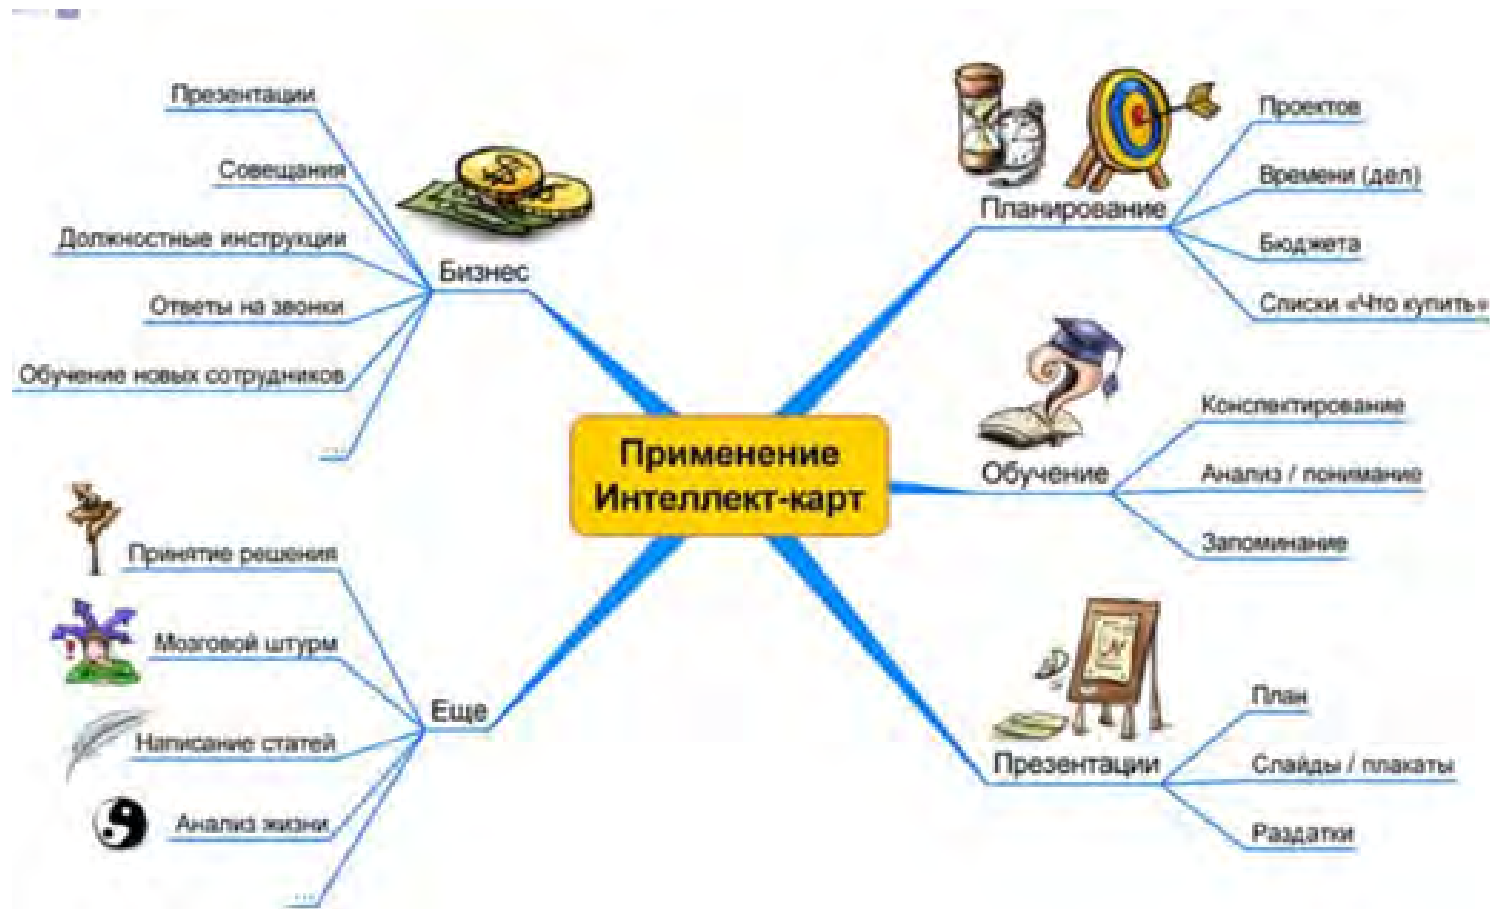 Применение
Интеллект-карт
Планирование
Проектов
Времени (дел)
Бюджета
Списки «Что купить»
Обучение
Конспектирование
Анализ / понимание
Запоминание
Презентации
План
Слайды / плакаты
Раздатки
Бизнес
Презентации
Совещания
Должностные инструкции
Ответы на звонки
Обучение новых сотрудников
...
Еще
Принятие решения
Мозговой штурм
Написание статей
Анализ жизни
...